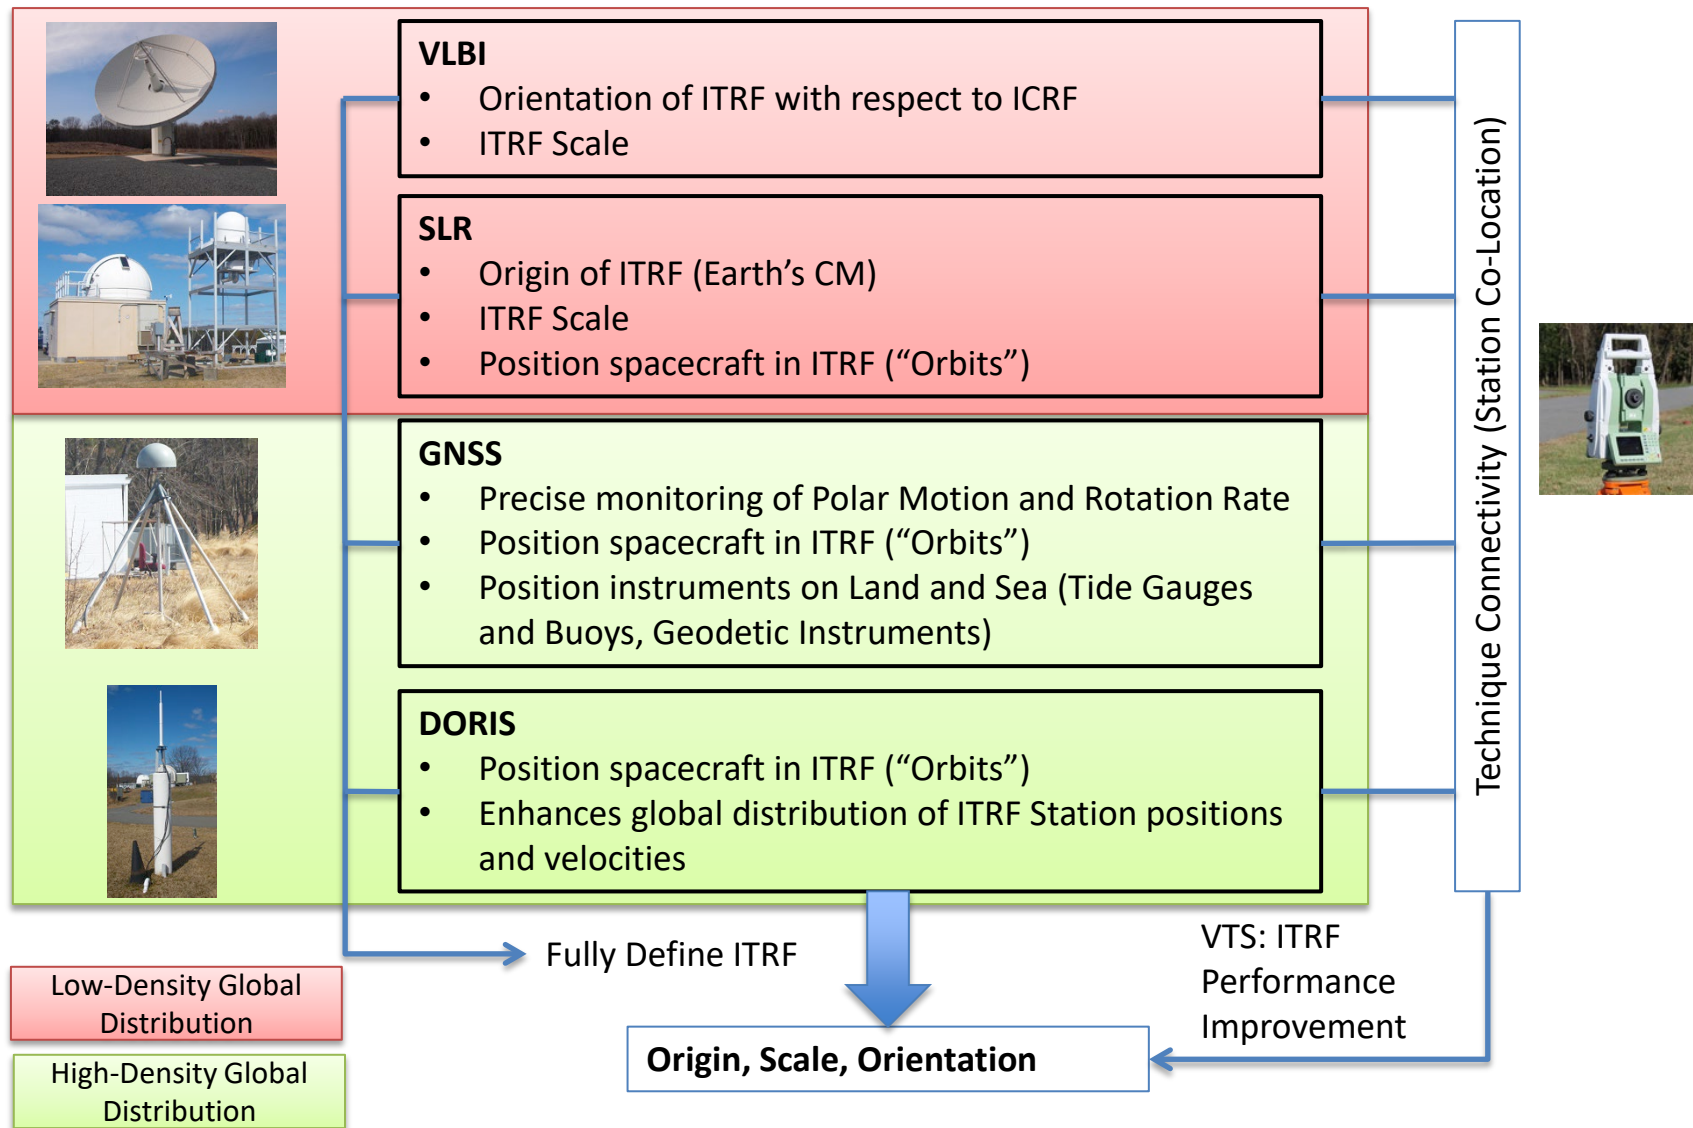 VLBI
• Orientation of ITRF with respect to ICRF
• ITRF Scale
SLR
• Origin of ITRF (Earth’s CM)
• ITRF Scale
• Position spacecraft in ITRF (“Orbits”)
GNSS
• Precise monitoring of Polar Motion and Rotation Rate
• Position spacecraft in ITRF (“Orbits”)
• Position instruments on Land and Sea (Tide Gauges
and Buoys, Geodetic Instruments)
DORIS
• Position spacecraft in ITRF (“Orbits”)
• Enhances global distribution of ITRF Station positions
and velocities
Technique Connectivity (Station Co-Location)
Fully Define ITRF
VTS: ITRF
Performance
Improvement
Origin, Scale, Orientation
Low-Density Global
Distribution
High-Density Global
Distribution